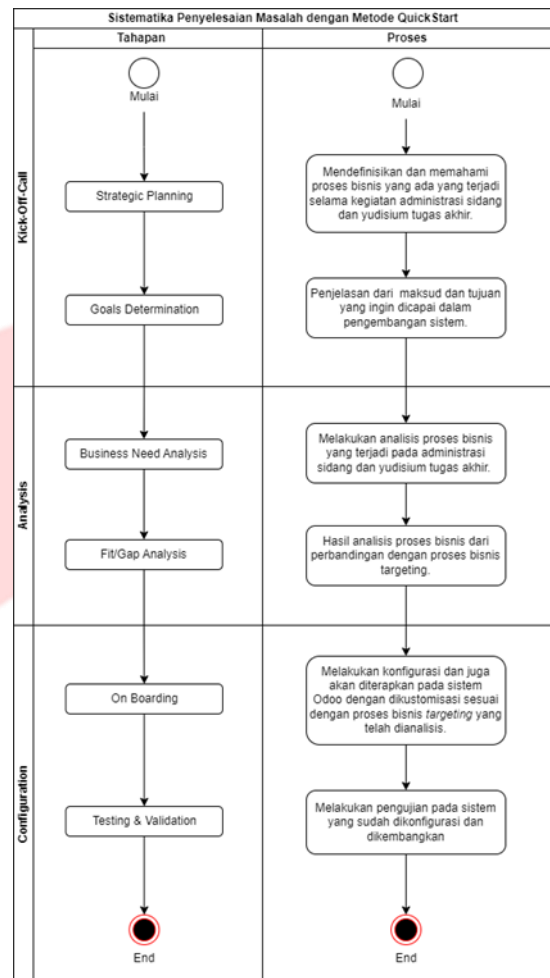 Sistematika Penyelesaian Masalah dengan Metode QuickStart
Tahapan
Proses
Kick-Off-Call
Mulai
Mulai
Strategic Planning
Mendefinisikan dan memahami
proses bisnis yang ada yang terjadi
selama kegiatan administrasi sidang
dan yudisium tugas akhir.
Goals Determination
Penjelasan dari maksud dan tujuan
yang ingin dicapai dalam
pengembangan sistem.
Analysis
Business Need Analysis
Melakukan analisis proses bisnis
yang terjadi pada administrasi
sidang dan yudisium tugas akhir.
Fit/Gap Analysis
Hasil analisis proses bisnis dari
perbandingan dengan proses bisnis
targeting.
Configuration
On Boarding
Melakukan konfigurasi dan juga
akan diterapkan pada sistem
Odoo dengan dikustomisasi sesuai
dengan proses bisnis targeting yang
telah dianalisis.
Testing & Validation
Melakukan pengujian pada sistem
yang sudah dikonfigurasi dan
dikembangkan
End
End